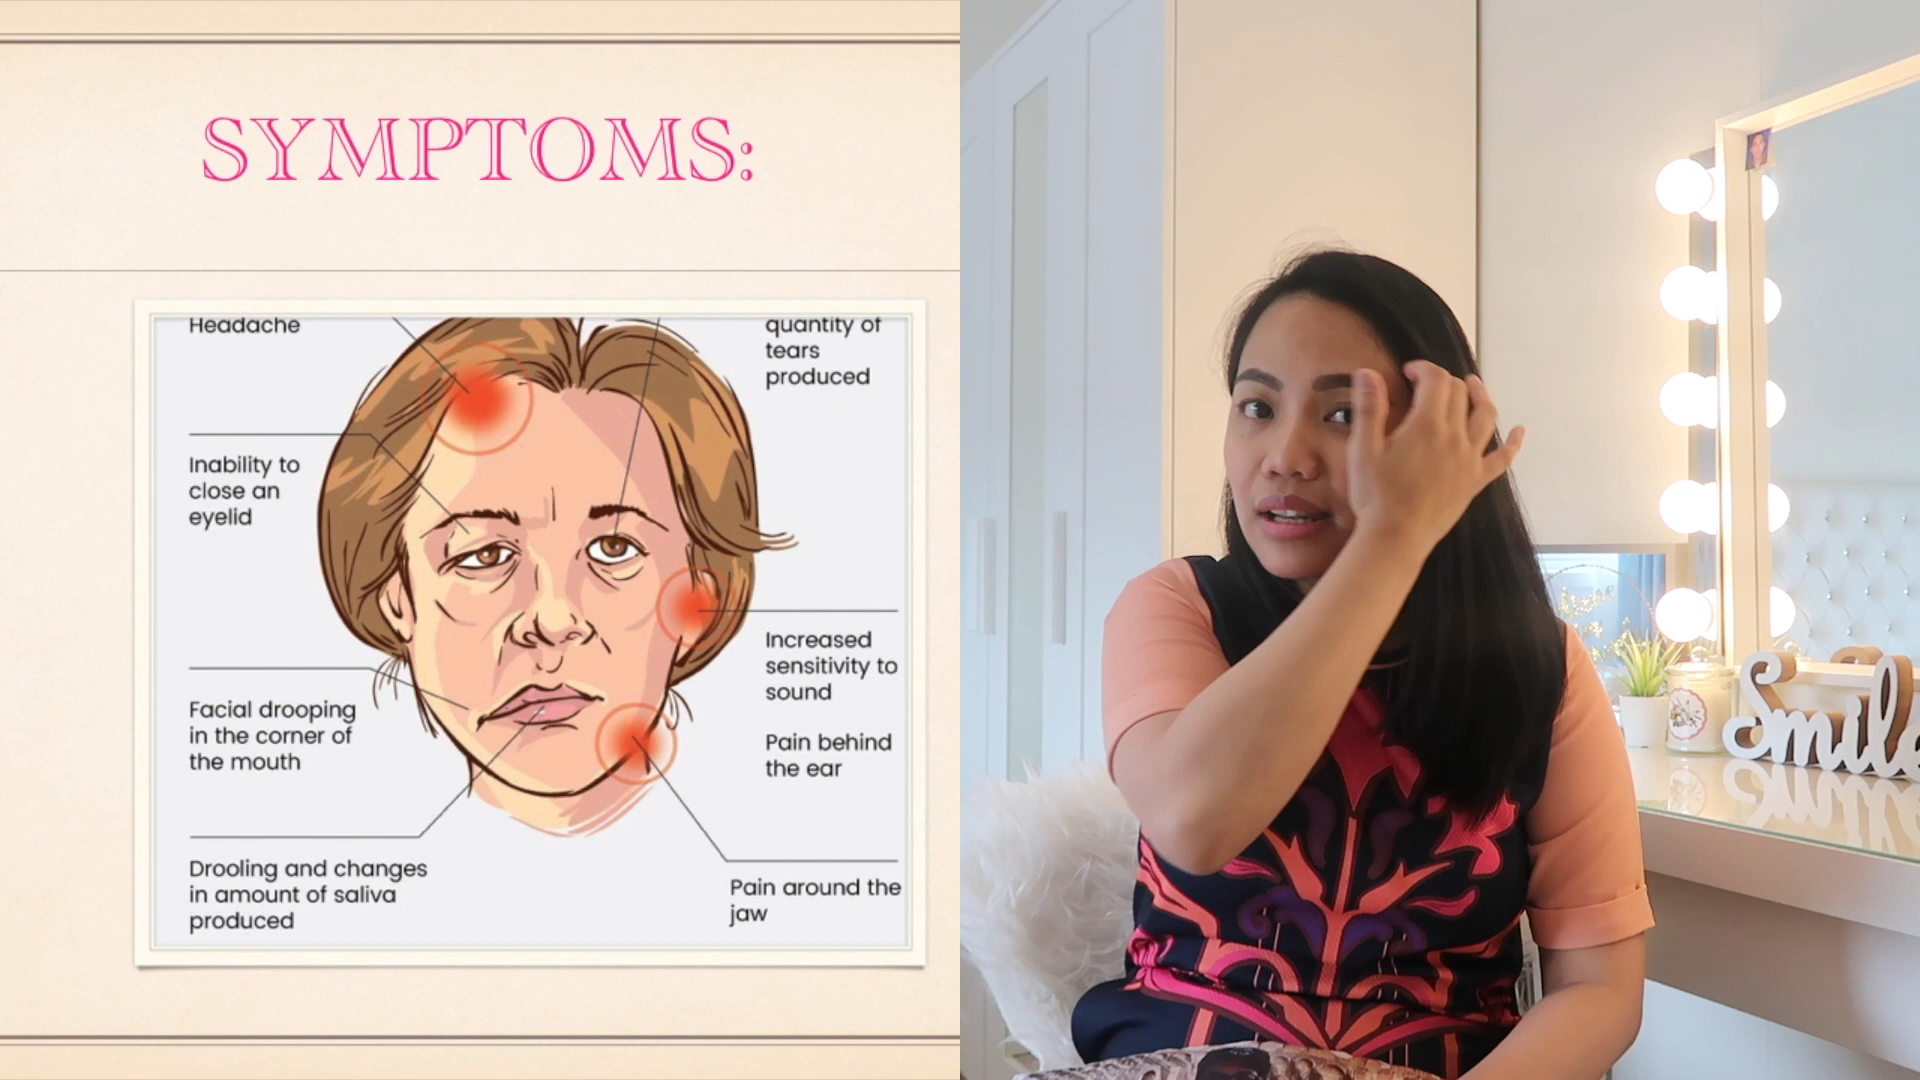 SYMPTOMS:
Headache
quantity of
tears
produced
Inability to
close an
eyelid
Increased
sensitivity to
sound
Facial drooping
in the corner of
the mouth
Pain behind
the ear
Drooling and changes
in amount of saliva
produced
Pain around the
jaw
Smile